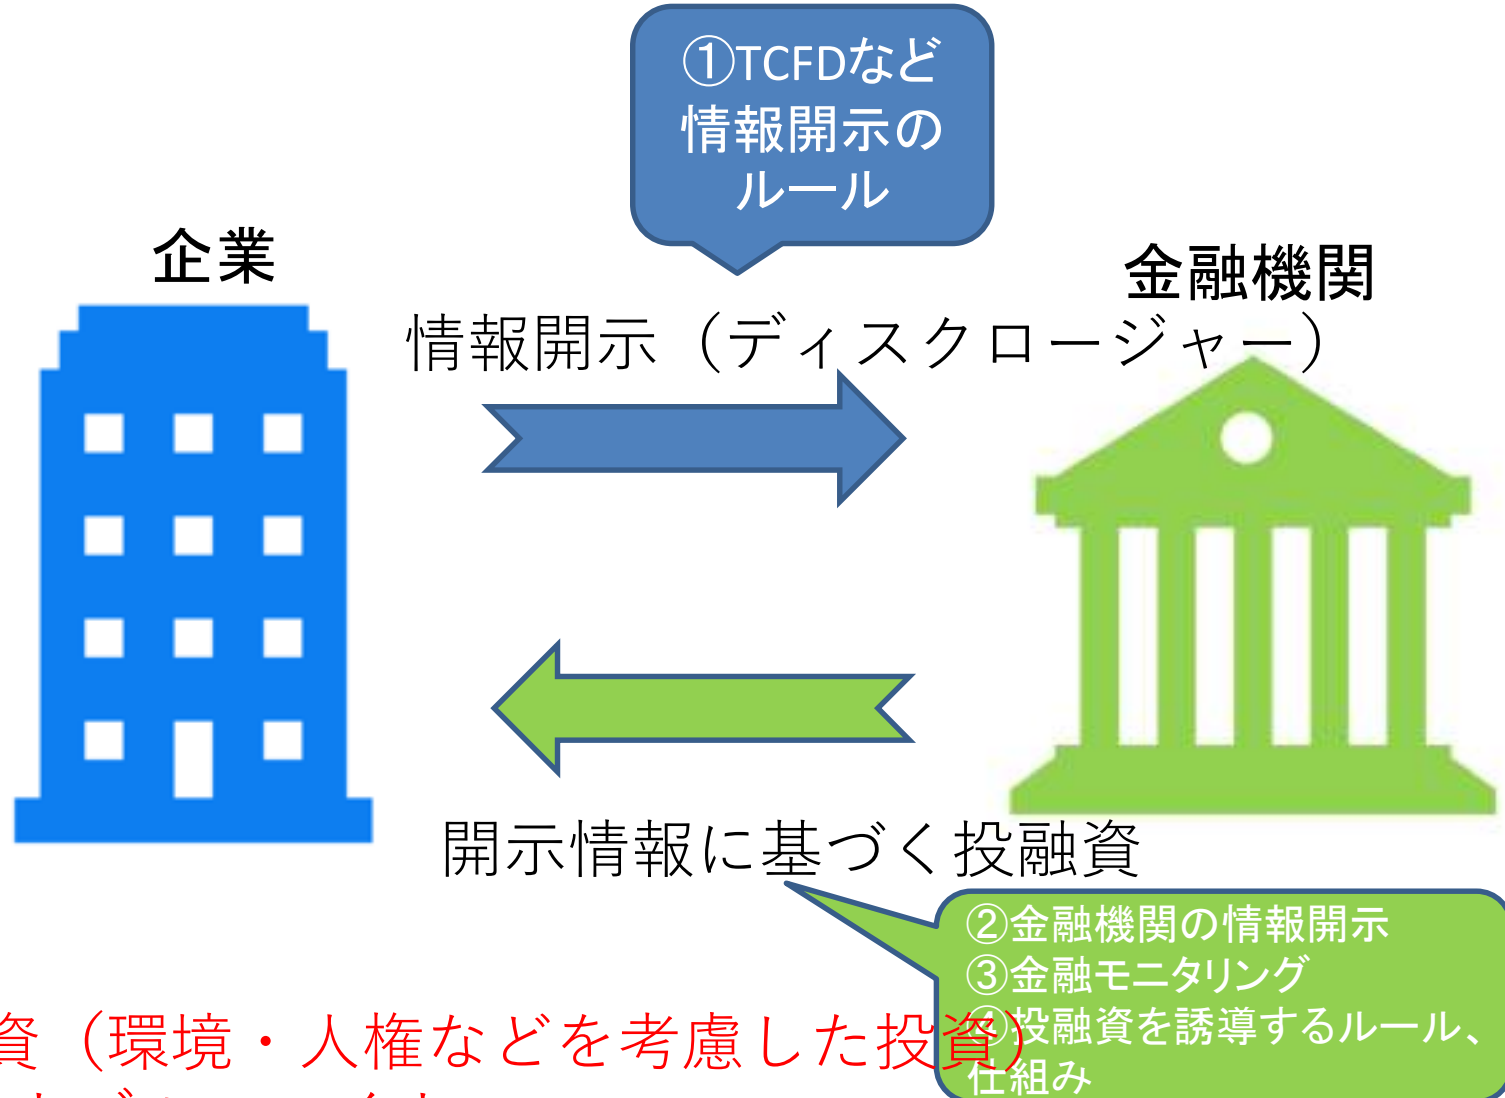 ①TCFDなど
情報開示の
ルール
企業
金融機関
情報開示（ディスクロージャー）
開示情報に基づく投融資
②金融機関の情報開示
③金融モニタリング
④投融資を誘導するルール、
仕組み
資（環境・人権などを考慮した投資）